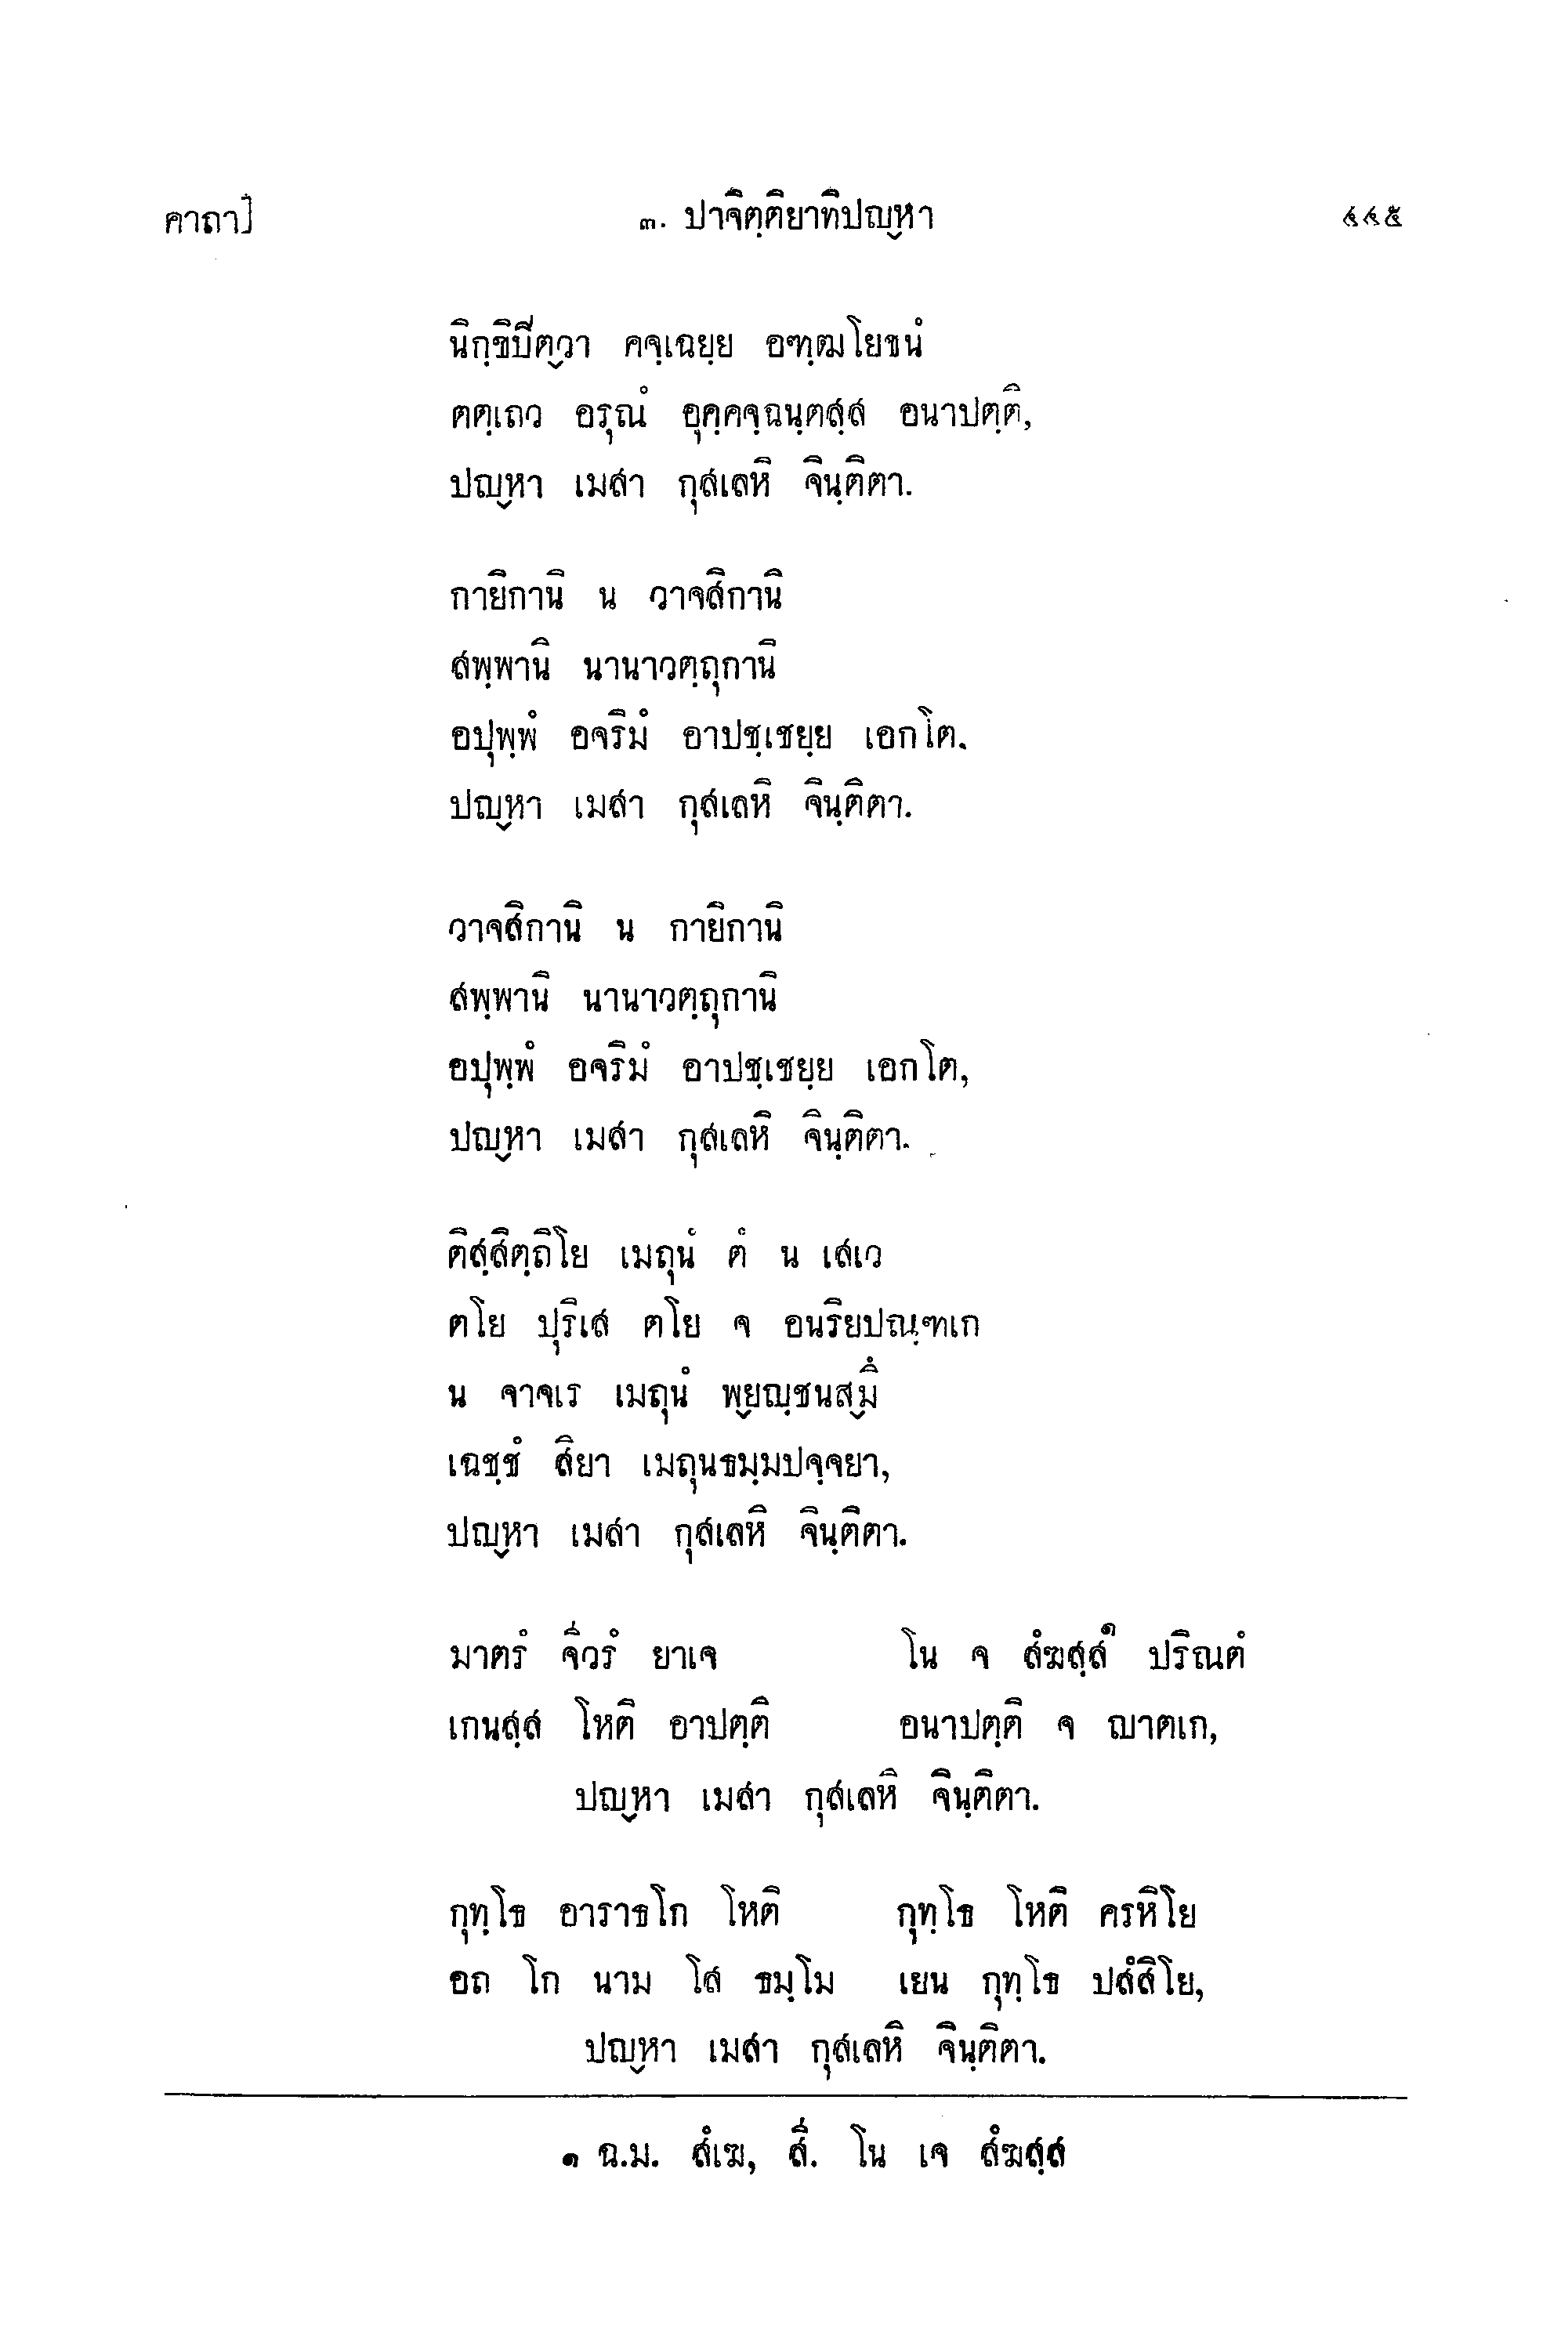 คาถา] ๓. ปาจิตฺติยาทิปญฺหา ๔๔๕
นิกฺขิปิตฺวา คจฺเฉยฺย อฑฺฒโยชนํ
ตตฺเถว อรุณํ อุคฺคจฺฉนฺตสฺส อนาปตฺติ,
ปญฺหา เมสา กุสเลหิ จินฺติตา.
กายิกานิ น วาจสิกานิ
สพฺพานิ นานาวตฺถุกานิ
อปุพฺพํ อจริมํ อาปชฺเชยฺย เอกโต.
ปญฺหา เมสา กุสเลหิ จินฺติตา.
วาจสิกานิ น กายิกานิ
สพฺพานิ นานาวตฺถุกานิ
อปุพฺพํ อจริมํ อาปชฺเชยฺย เอกโต,
ปญฺหา เมสา กุสเลหิ จินฺติตา.
ติสฺสิตฺถิโย เมถุนํ ตํ น เสเว
ตโย ปุริเส ตโย จ อนริยปณฺฑเก
น จาจเร เมถุนํ พฺยญฺชนสฺมึ
เฉชฺชํ สิยา เมถุนธมฺมปจฺจยา,
ปญฺหา เมสา กุสเลหิ จินฺติตา.
มาตรํ จีวรํ ยาเจ โน จ สํฆสฺส๑ ปริณตํ
เกนสฺส โหติ อาปตฺติ อนาปตฺติ จ ญาตเก,
ปญฺหา เมสา กุสเลหิ จินฺติตา.
กุทฺโธ อาราธโก โหติ กุทฺโธ โหติ ครหิโย
อถ โก นาม โส ธมฺโม เยน กุทฺโธ ปสํสิโย,
ปญฺหา เมสา กุสเลหิ จินฺติตา.
๑ ฉ.ม. สํเฆ, สี. โน เจ สํฆสฺส